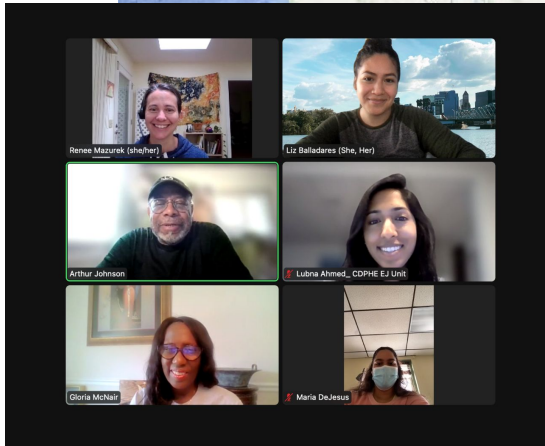 Renee Mazurek (she/her)
Liz Balladares (She, Her)
Arthur Johnson
Lubna Ahmed_ CDPHE EJ Unit
Gloria McNair
Maria DeJesus